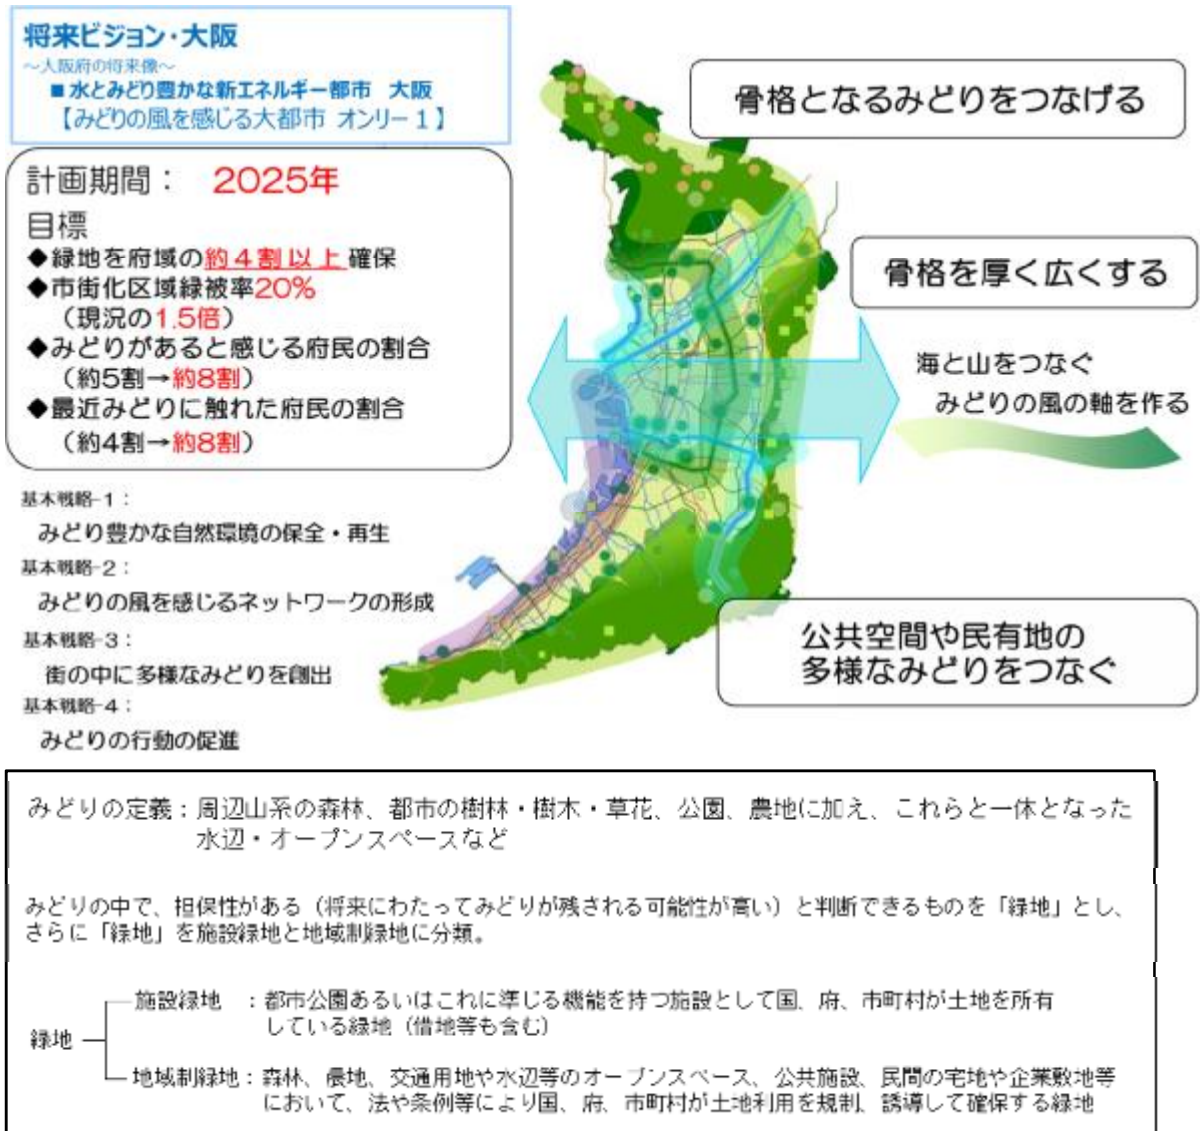 将来ビジョン・大阪
～大阪府の将来像～
■水とみどり豊かな新エネルギー都市　大阪
【みどりの風を感じる大都市 オンリー１】
計画期間：　2025年
目標
◆緑地を府域の約４割以上確保
◆市街化区域緑被率20%
（現況の1.5倍）
◆みどりがあると感じる府民の割合
（約5割→約8割）
◆最近みどりに触れた府民の割合
（約4割→約8割）
基本戦略-1：
みどり豊かな自然環境の保全・再生
基本戦略-2：
みどりの風を感じるネットワークの形成
基本戦略-3：
街の中に多様なみどりを創出
基本戦略-4：
みどりの行動の促進
骨格となるみどりをつなげる
骨格を厚く広くする
海と山をつなぐ
みどりの風の軸を作る
公共空間や民有地の
多様なみどりをつなぐ
みどりの定義：周辺山系の森林、都市の樹林・樹木・草花、公園、農地に加え、これらと一体となった
水辺・オープンスペースなど
みどりの中で、担保性がある（将来にわたってみどりが残される可能性が高い）と判断できるものを「緑地」とし、
さらに「緑地」を施設緑地と地域制緑地に分類。
緑地
施設緑地　：都市公園あるいはこれに準じる機能を持つ施設として国、府、市町村が土地を所有
している緑地（借地等も含む）
地域制緑地：森林、農地、交通用地や水辺等のオープンスペース、公共施設、民間の宅地や企業敷地等
において、法や条例等により国、府、市町村が土地利用を規制、誘導して確保する緑地